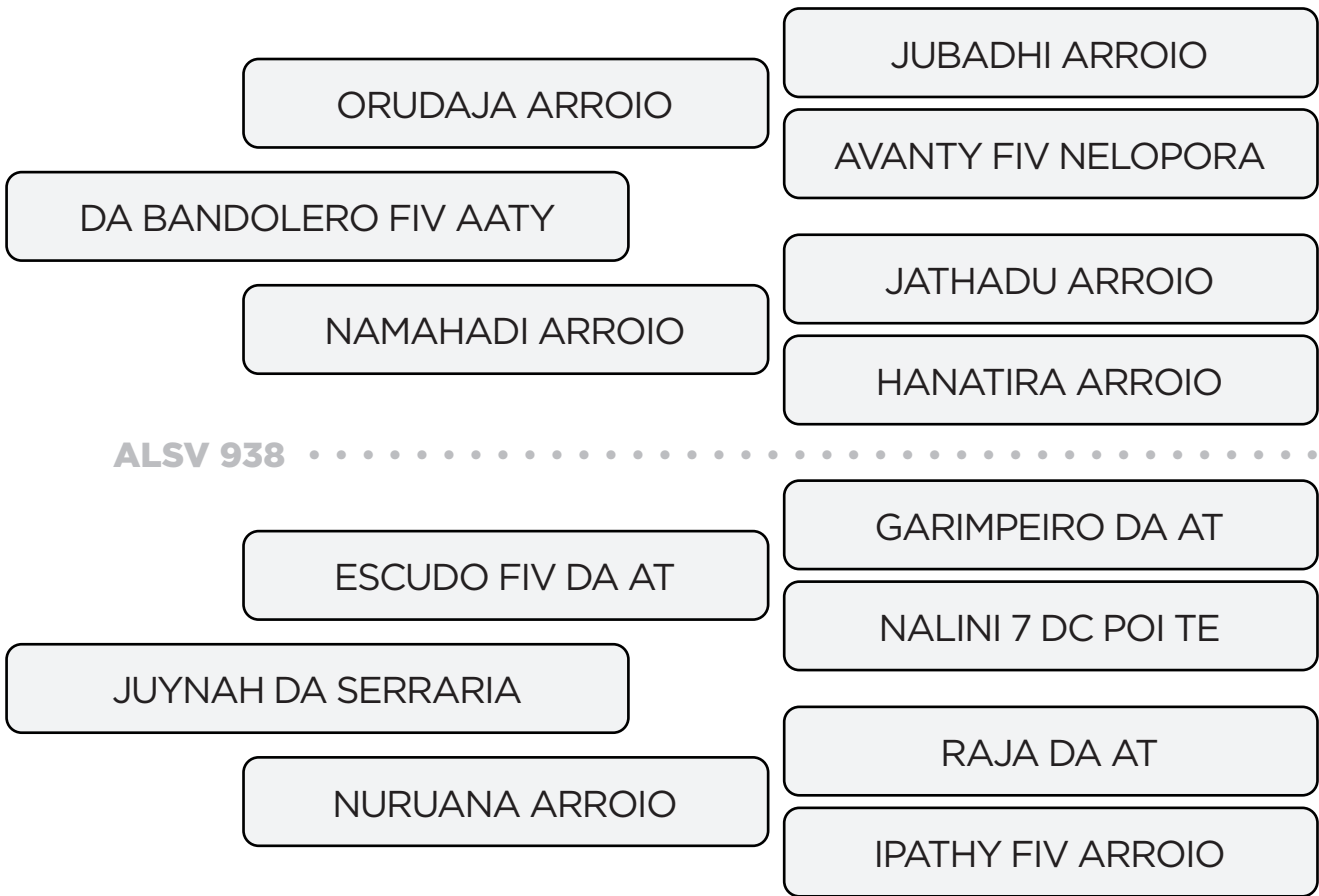 JUBADHI ARROIO
ORUDAJA ARROIO
AVANTY FIV NELOPORA
DA BANDOLERO FIV AATY
JATHADU ARROIO
NAMAHADI ARROIO
HANATIRA ARROIO
ALSV 938
GARIMPEIRO DA AT
ESCUDO FIV DA AT
NALINI 7 DC POI TE
JUYNAH DA SERRARIA
RAJA DA AT
NURUANA ARROIO
IPATHY FIV ARROIO